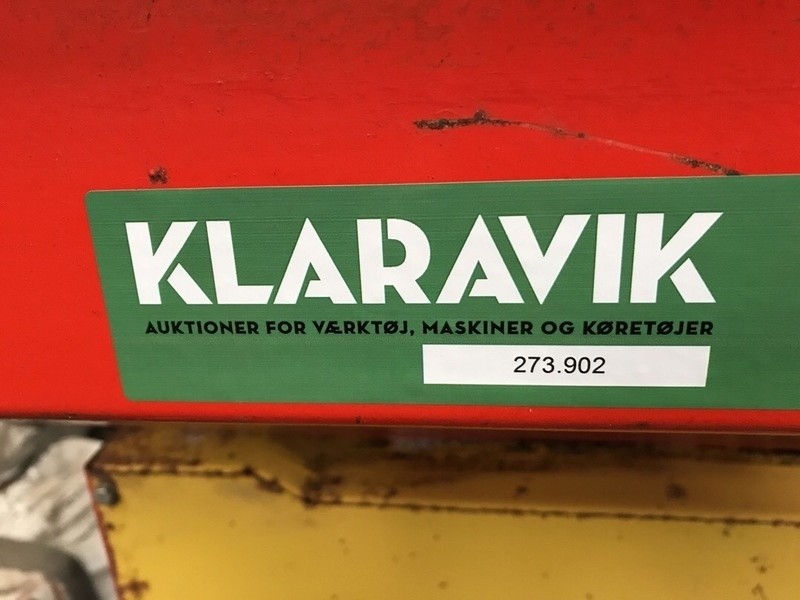 KLARAVIK
AUKTIONER FOR VÆRKTØJ, MASKINER OG KØRETØJER
273.902